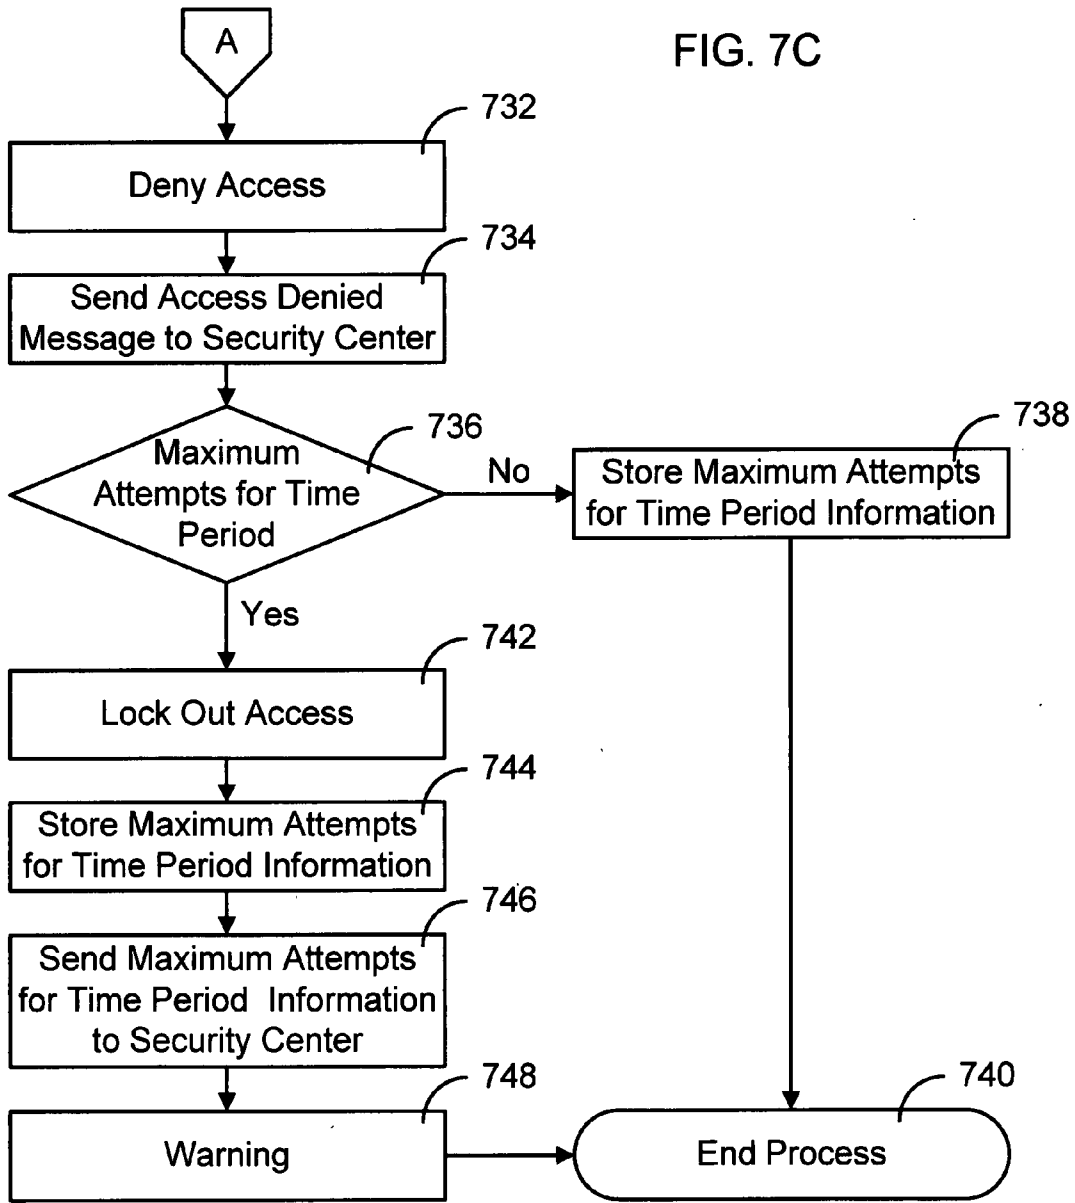 A
FIG. 7C
732
Deny Access
734
Send Access Denied
Message to Security Center
736
Maximum
Attempts for Time
Period
No
738
Store Maximum Attempts
for Time Period Information
Yes
742
Lock Out Access
744
Store Maximum Attempts
for Time Period Information
746
Send Maximum Attempts
for Time Period Information
to Security Center
748
Warning
740
End Process